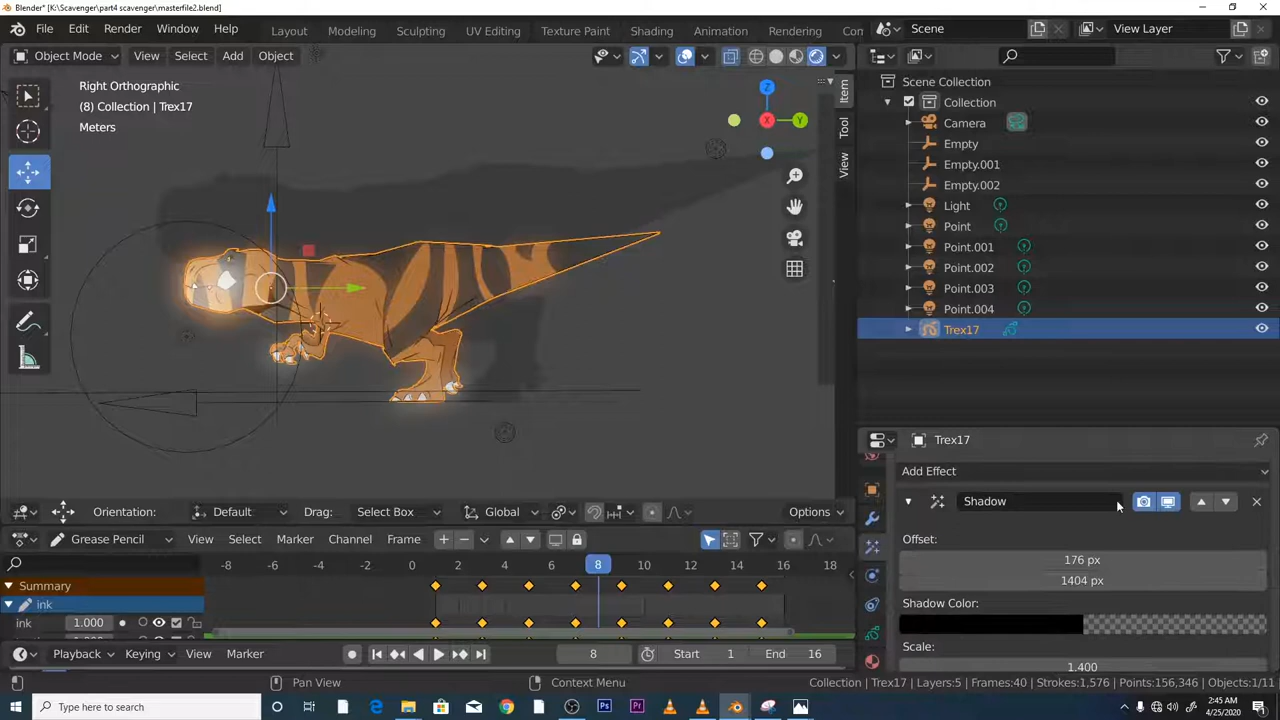 Blender* [K:\Scavenger\part4 scavenger\masterfile2.blend]
File Edit Render Window Help Layout Modeling Sculpting UV Editing Texture Paint Shading Animation Rendering Com Scene View Layer
Object Mode View Select Add Object
Right Orthographic
(8) Collection | Trex17
Meters
Z
X
Y
Item
Tool
View
Scene Collection
Collection
Camera
Empty
Empty.001
Empty.002
Light
Point
Point.001
Point.002
Point.003
Point.004
Trex17
Trex17
Add Effect
Shadow
Offset:
176 px
1404 px
Shadow Color:
Scale:
1.400
Orientation: Default Drag: Select Box Global Options
Grease Pencil View Select Marker Channel Frame
-8 -6 -4 -2 0 2 4 6 8 10 12 14 16 18
Summary
ink
ink 1.000
Playback Keying View Marker 8 Start 1 End 16
Pan View Context Menu Collection | Trex17 | Layers:5 | Frames:40 | Strokes:1,576 | Points:156,346 | Objects:1/11
Type here to search
2:45 AM
4/25/2020